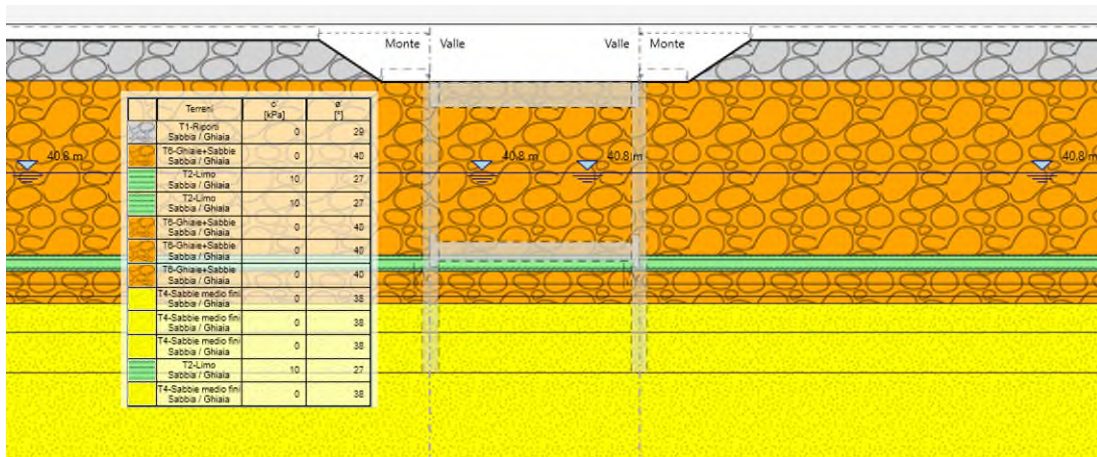 Monte Valle Valle Monte
Terreni c' [kPa] ø' [°]
T1-Riporti
Sabbia / Ghiaia 0 29
T6-Ghiaie+Sabbie
Sabbia / Ghiaia 0 40
T2-Limo
Sabbia / Ghiaia 10 27
T2-Limo
Sabbia / Ghiaia 10 27
T6-Ghiaie+Sabbie
Sabbia / Ghiaia 0 40
T6-Ghiaie+Sabbie
Sabbia / Ghiaia 0 40
T6-Ghiaie+Sabbie
Sabbia / Ghiaia 0 40
T4-Sabbie medio fini
Sabbia / Ghiaia 0 38
T4-Sabbie medio fini
Sabbia / Ghiaia 0 38
T4-Sabbie medio fini
Sabbia / Ghiaia 0 38
T2-Limo
Sabbia / Ghiaia 10 27
T4-Sabbie medio fini
Sabbia / Ghiaia 0 38
40.8 m 40.8 m 40.8 m 40.8 m